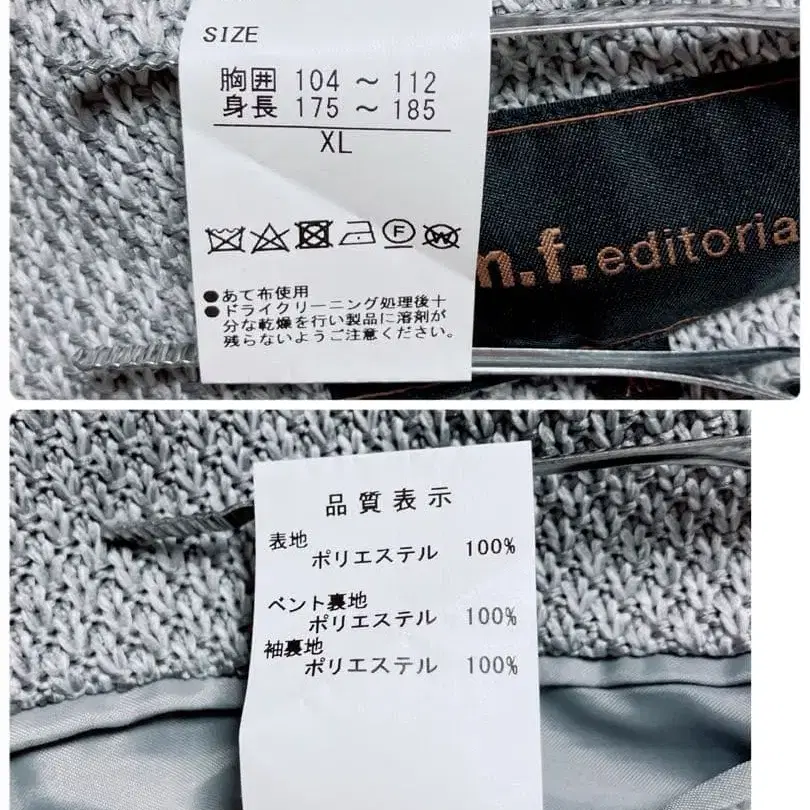 SIZE
胸囲 104 ～ 112
身長 175 ～ 185
XL
F
W
●あて布使用
●ドライクリーニング処理後十
分な乾燥を行い製品に溶剤が
残らないようご注意ください。
m.f.editoria
品質表示
表地
ポリエステル 100%
ベント裏地
ポリエステル 100%
袖裏地
ポリエステル 100%